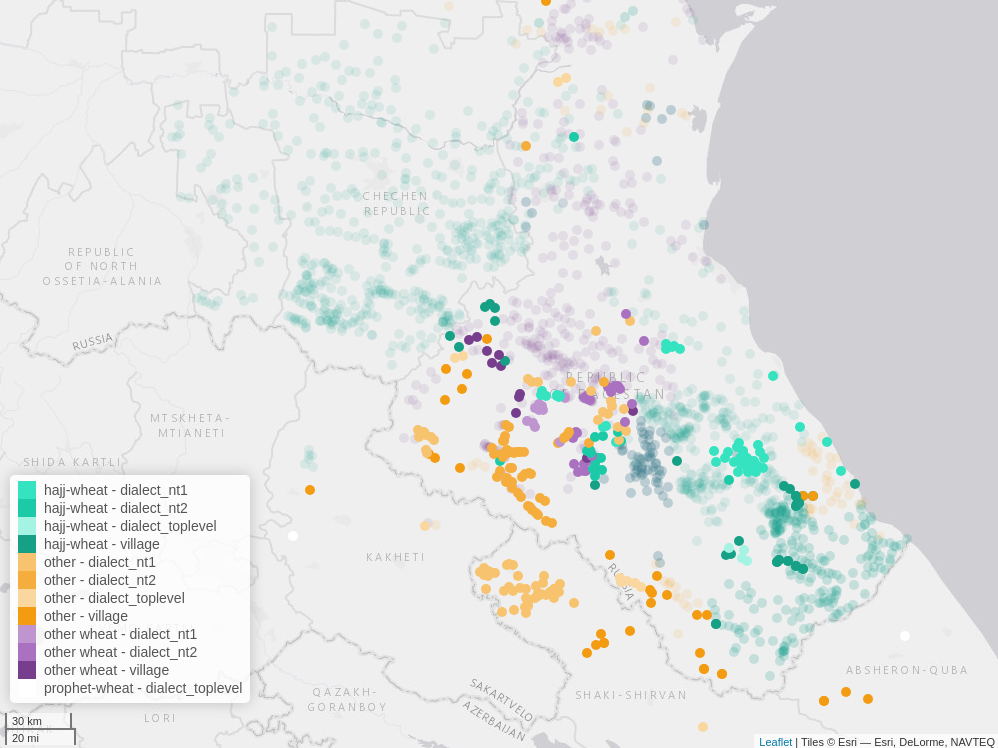 CHECHEN
REPUBLIC
REPUBLIC
OF NORTH
OSSETIA-ALANIA
RUSSIA
REPUBLIC
OF DAGESTAN
MTSKHETA-
MTIANETI
SHIDA KARTLI
hajj-wheat - dialect_nt1
hajj-wheat - dialect_nt2
hajj-wheat - dialect_toplevel
hajj-wheat - village
other - dialect_nt1
other - dialect_nt2
other - dialect_toplevel
other - village
other wheat - dialect_nt1
other wheat - dialect_nt2
other wheat - village
prophet-wheat - dialect_toplevel
KAKHETI
RUSSIA
ABSHERON-QUBA
QAZAKH-
GORANBOY
SAKARTVELO
AZERBAIJAN
SHAKI-SHIRVAN
LORI
30 km
20 mi
Leaflet | Tiles © Esri — Esri, DeLorme, NAVTEQ